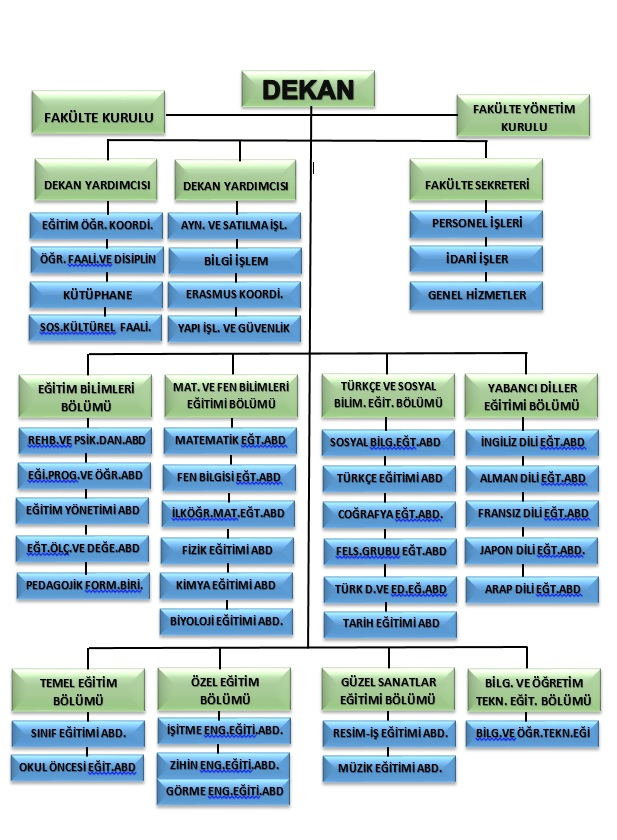 DEKAN
FAKÜLTE KURULU
FAKÜLTE YÖNETİM
KURULU
DEKAN YARDIMCISI
DEKAN YARDIMCISI
FAKÜLTE SEKRETERİ
EĞİTİM ÖĞR. KOORDİ.
AYN. VE SATILMA İŞL.
PERSONEL İŞLERİ
ÖĞR. FAALİ.VE DİSİPLİN
BİLGİ İŞLEM
İDARİ İŞLER
KÜTÜPHANE
ERASMUS KOORDİ.
GENEL HİZMETLER
SOS.KÜLTÜREL FAALİ.
YAPI İŞL. VE GÜVENLİK
EĞİTİM BİLİMLERİ
BÖLÜMÜ
MAT. VE FEN BİLİMLERİ
EĞİTİMİ BÖLÜMÜ
TÜRKÇE VE SOSYAL
BİLİM. EĞİT. BÖLÜMÜ
YABANCI DİLLER
EĞİTİMİ BÖLÜMÜ
REHB.VE PSİK.DAN.ABD
MATEMATİK EĞT.ABD
SOSYAL BİLG.EĞT.ABD
İNGİLİZ DİLİ EĞT.ABD
EĞİ.PROG.VE ÖĞR.ABD
FEN BİLGİSİ EĞT.ABD
TÜRKÇE EĞİTİMİ ABD
ALMAN DİLİ EĞT.ABD
EĞİTİM YÖNETİMİ ABD
İLKÖĞR.MAT.EĞT.ABD
COĞRAFYA EĞT.ABD.
FRANSIZ DİLİ EĞT.ABD
EĞT.ÖLÇ.VE DEĞE.ABD
FİZİK EĞİTİMİ ABD
FELS.GRUBU EĞT.ABD
JAPON DİLİ EĞT.ABD.
PEDAGOJİK FORM.BİRİ.
KİMYA EĞİTİMİ ABD
TÜRK D.VE ED.EĞ.ABD
ARAP DİLİ EĞT.ABD
BİYOLOJİ EĞİTİMİ ABD.
TARİH EĞİTİMİ ABD
TEMEL EĞİTİM
BÖLÜMÜ
ÖZEL EĞİTİM
BÖLÜMÜ
GÜZEL SANATLAR
EĞİTİMİ BÖLÜMÜ
BİLG. VE ÖĞRETİM
TEKN. EĞİT. BÖLÜMÜ
SINIF EĞİTİMİ ABD.
İŞİTME ENG.EĞİTİ.ABD.
RESİM-İŞ EĞİTİMİ ABD.
BİLG.VE ÖĞR.TEKN.EĞİ
OKUL ÖNCESİ EĞİT.ABD
ZİHİN ENG.EĞİTİ.ABD.
MÜZİK EĞİTİMİ ABD.
GÖRME ENG.EĞİTİ.ABD